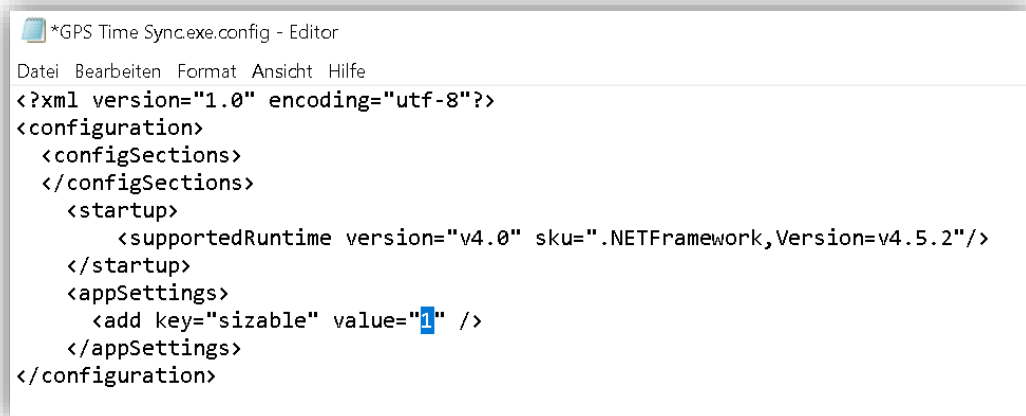 *GPS Time Sync.exe.config - Editor
Datei Bearbeiten Format Ansicht Hilfe
<?xml version="1.0" encoding="utf-8"?>
<configuration>
  <configSections>
  </configSections>
    <startup>
        <supportedRuntime version="v4.0" sku=".NETFramework,Version=v4.5.2"/>
    </startup>
    <appSettings>
      <add key="sizable" value="1" />
    </appSettings>
</configuration>